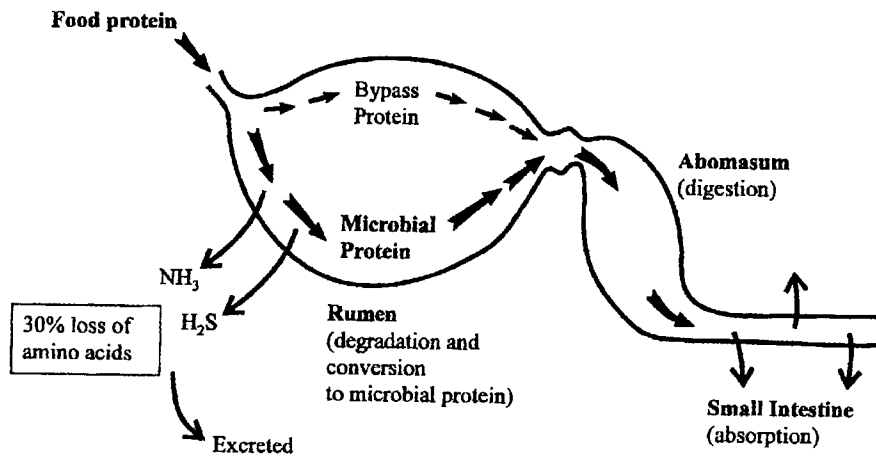 Food protein
Bypass
Protein
Abomasum
(digestion)
Microbial
Protein
NH₃
H₂S
30% loss of
amino acids
Rumen
(degradation and
conversion
to microbial protein)
Small Intestine
(absorption)
Excreted